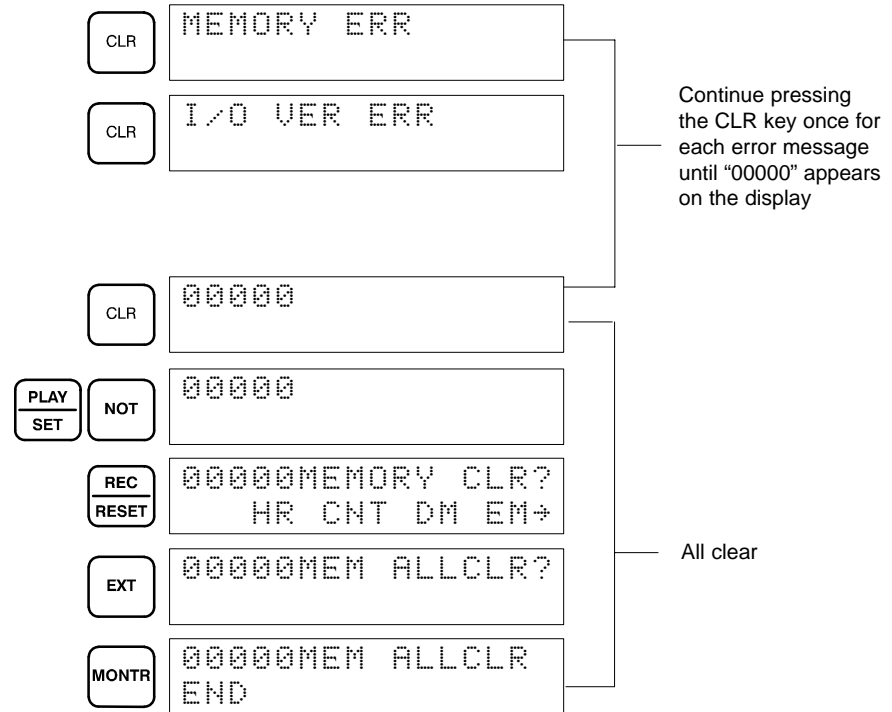 CLR
MEMORY ERR
CLR
I/O VER ERR
Continue pressing
the CLR key once for
each error message
until “00000” appears
on the display
CLR
00000
PLAY
SET
NOT
00000
REC
RESET
00000MEMORY CLR?
HR CNT DM EM→
EXT
00000MEM ALLCLR?
All clear
MONTR
00000MEM ALLCLR
END